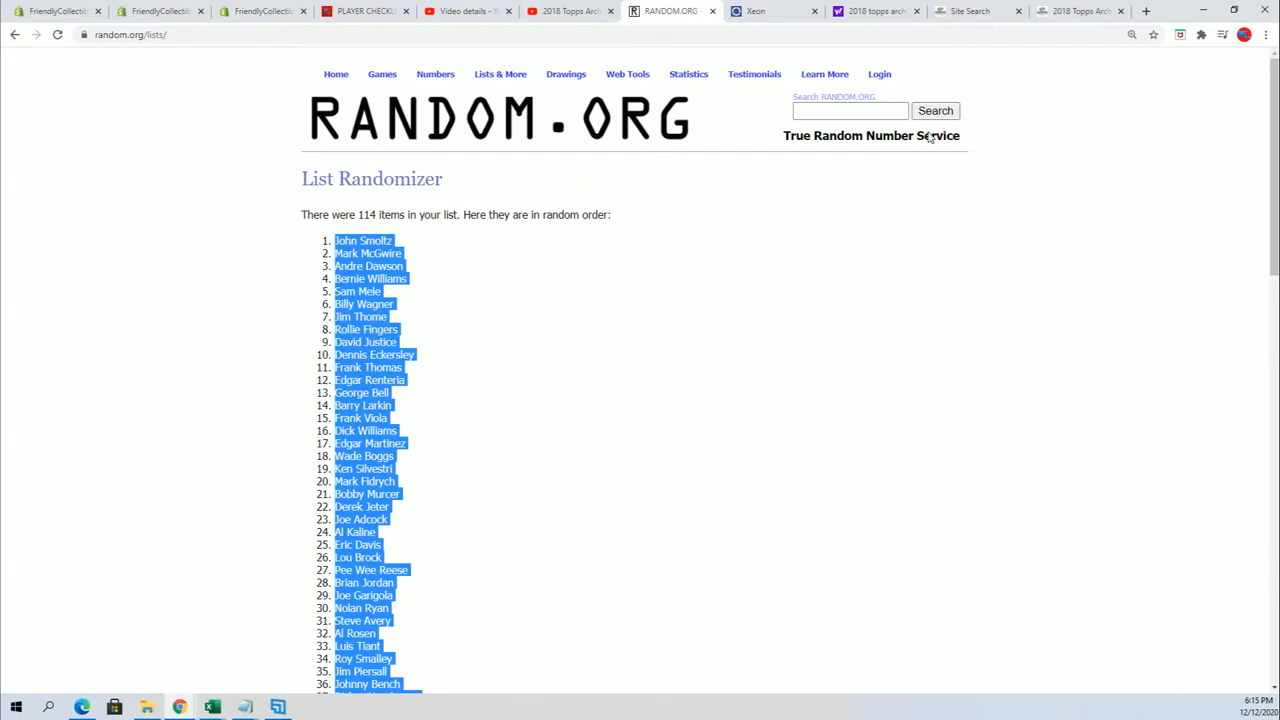 FriendlyCollectib
FriendlyCollectib
FriendlyCollectib
PLAYER CHECKL
Video details - Y
2018 Topps Arch
RANDOM.ORG -
Xeois
2018 topps arch
Site Search
2018 Topps Arch
random.org/lists/
Home Games Numbers Lists & More Drawings Web Tools Statistics Testimonials Learn More Login
Search RANDOM.ORG
RANDOM.ORG
Search
True Random Number Service
List Randomizer
There were 114 items in your list. Here they are in random order:
1. John Smoltz
2. Mark McGwire
3. Andre Dawson
4. Bernie Williams
5. Sam Mele
6. Billy Wagner
7. Jim Thome
8. Rollie Fingers
9. David Justice
10. Dennis Eckersley
11. Frank Thomas
12. Edgar Renteria
13. George Bell
14. Barry Larkin
15. Frank Viola
16. Dick Williams
17. Edgar Martinez
18. Wade Boggs
19. Ken Silvestri
20. Mark Fidrych
21. Bobby Murcer
22. Derek Jeter
23. Joe Adcock
24. Al Kaline
25. Eric Davis
26. Lou Brock
27. Pee Wee Reese
28. Brian Jordan
29. Joe Garigola
30. Nolan Ryan
31. Steve Avery
32. Al Rosen
33. Luis Tiant
34. Roy Smalley
35. Jim Piersall
36. Johnny Bench
6:15 PM
12/12/2020